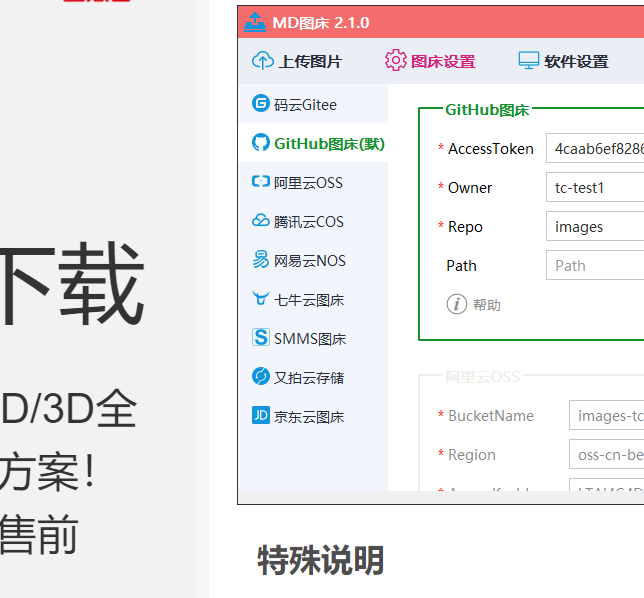 下载
D/3D全
方案！
售前
MD图床 2.1.0
上传图片 图床设置 软件设置
码云Gitee
GitHub图床(默)
阿里云OSS
腾讯云COS
网易云NOS
七牛云图床
SMMS图床
又拍云存储
京东云图床
GitHub图床
* AccessToken 4caab6ef828
* Owner tc-test1
* Repo images
Path Path
帮助
阿里云OSS
* BucketName images-tc
* Region oss-cn-be
特殊说明